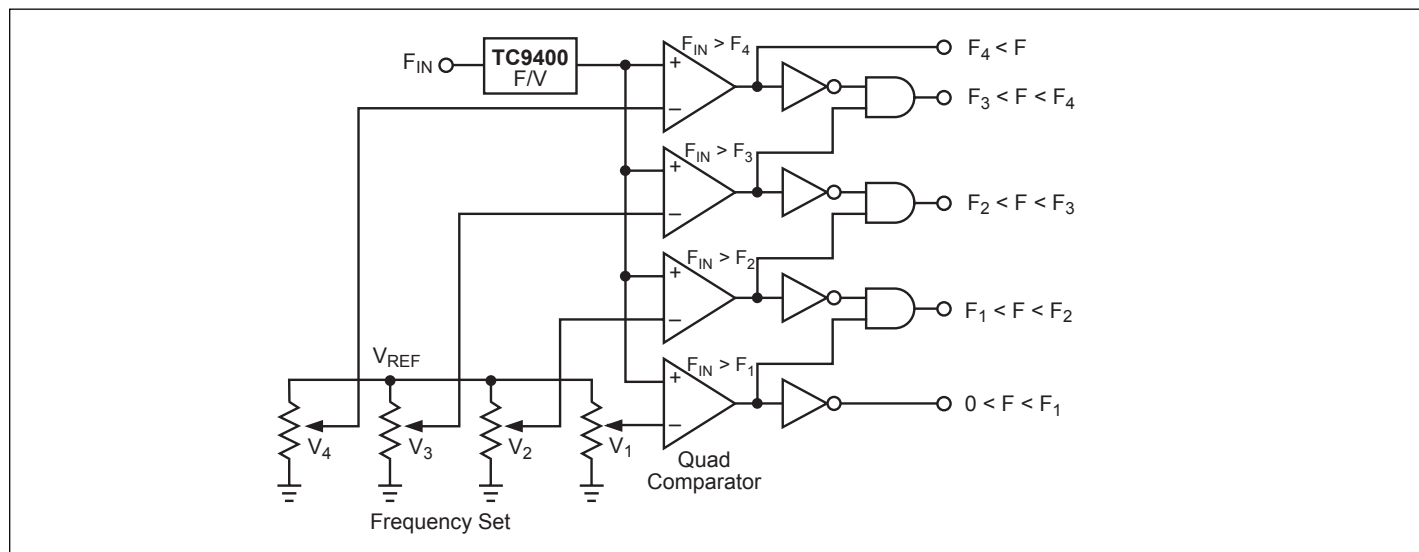 F_IN
TC9400
F/V
+
−
F_IN > F_4
F_4 < F
F_3 < F < F_4
+
−
F_IN > F_3
F_2 < F < F_3
+
−
F_IN > F_2
F_1 < F < F_2
+
−
F_IN > F_1
0 < F < F_1
V_REF
V_4
V_3
V_2
V_1
Quad
Comparator
Frequency Set